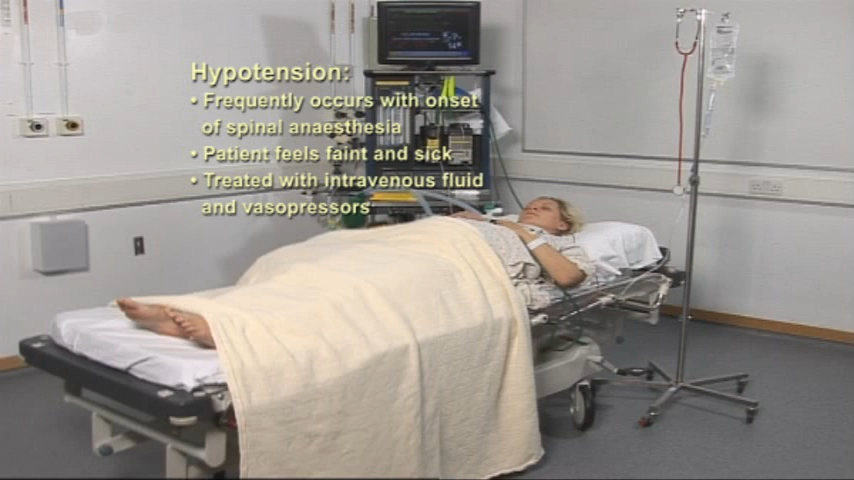 Hypotension:
• Frequently occurs with onset
of spinal anaesthesia
• Patient feels faint and sick
• Treated with intravenous fluid
and vasopressors